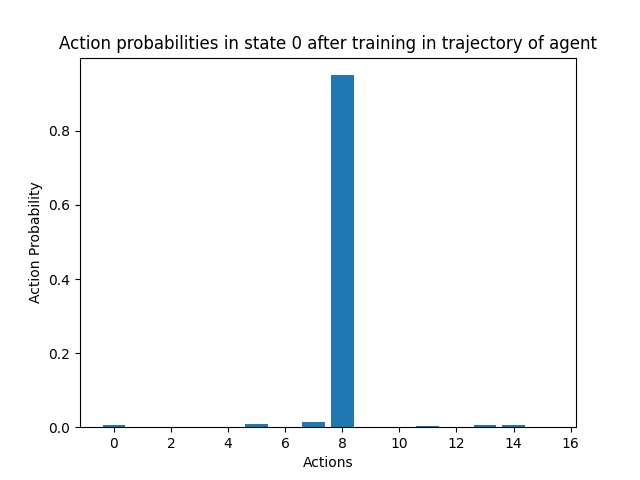 Action probabilities in state 0 after training in trajectory of agent
0.8
0.6
0.4
0.2
0.0
Action Probability
0 2 4 6 8 10 12 14 16
Actions